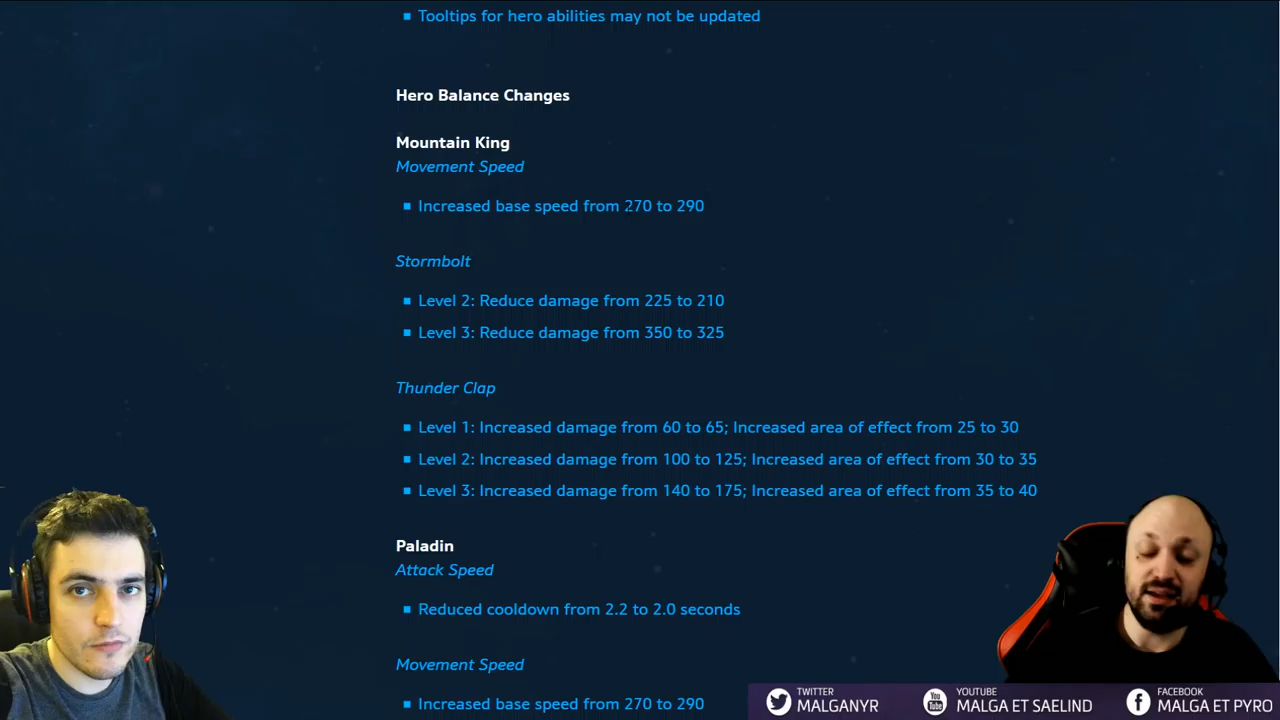 Tooltips for hero abilities may not be updated
Hero Balance Changes
Mountain King
Movement Speed
Increased base speed from 270 to 290
Stormbolt
Level 2: Reduce damage from 225 to 210
Level 3: Reduce damage from 350 to 325
Thunder Clap
Level 1: Increased damage from 60 to 65; Increased area of effect from 25 to 30
Level 2: Increased damage from 100 to 125; Increased area of effect from 30 to 35
Level 3: Increased damage from 140 to 175; Increased area of effect from 35 to 40
Paladin
Attack Speed
Reduced cooldown from 2.2 to 2.0 seconds
Movement Speed
Increased base speed from 270 to 290
TWITTER
MALGANYR
You Tube
YOUTUBE
MALGA ET SAELIND
FACEBOOK
MALGA ET PYRO